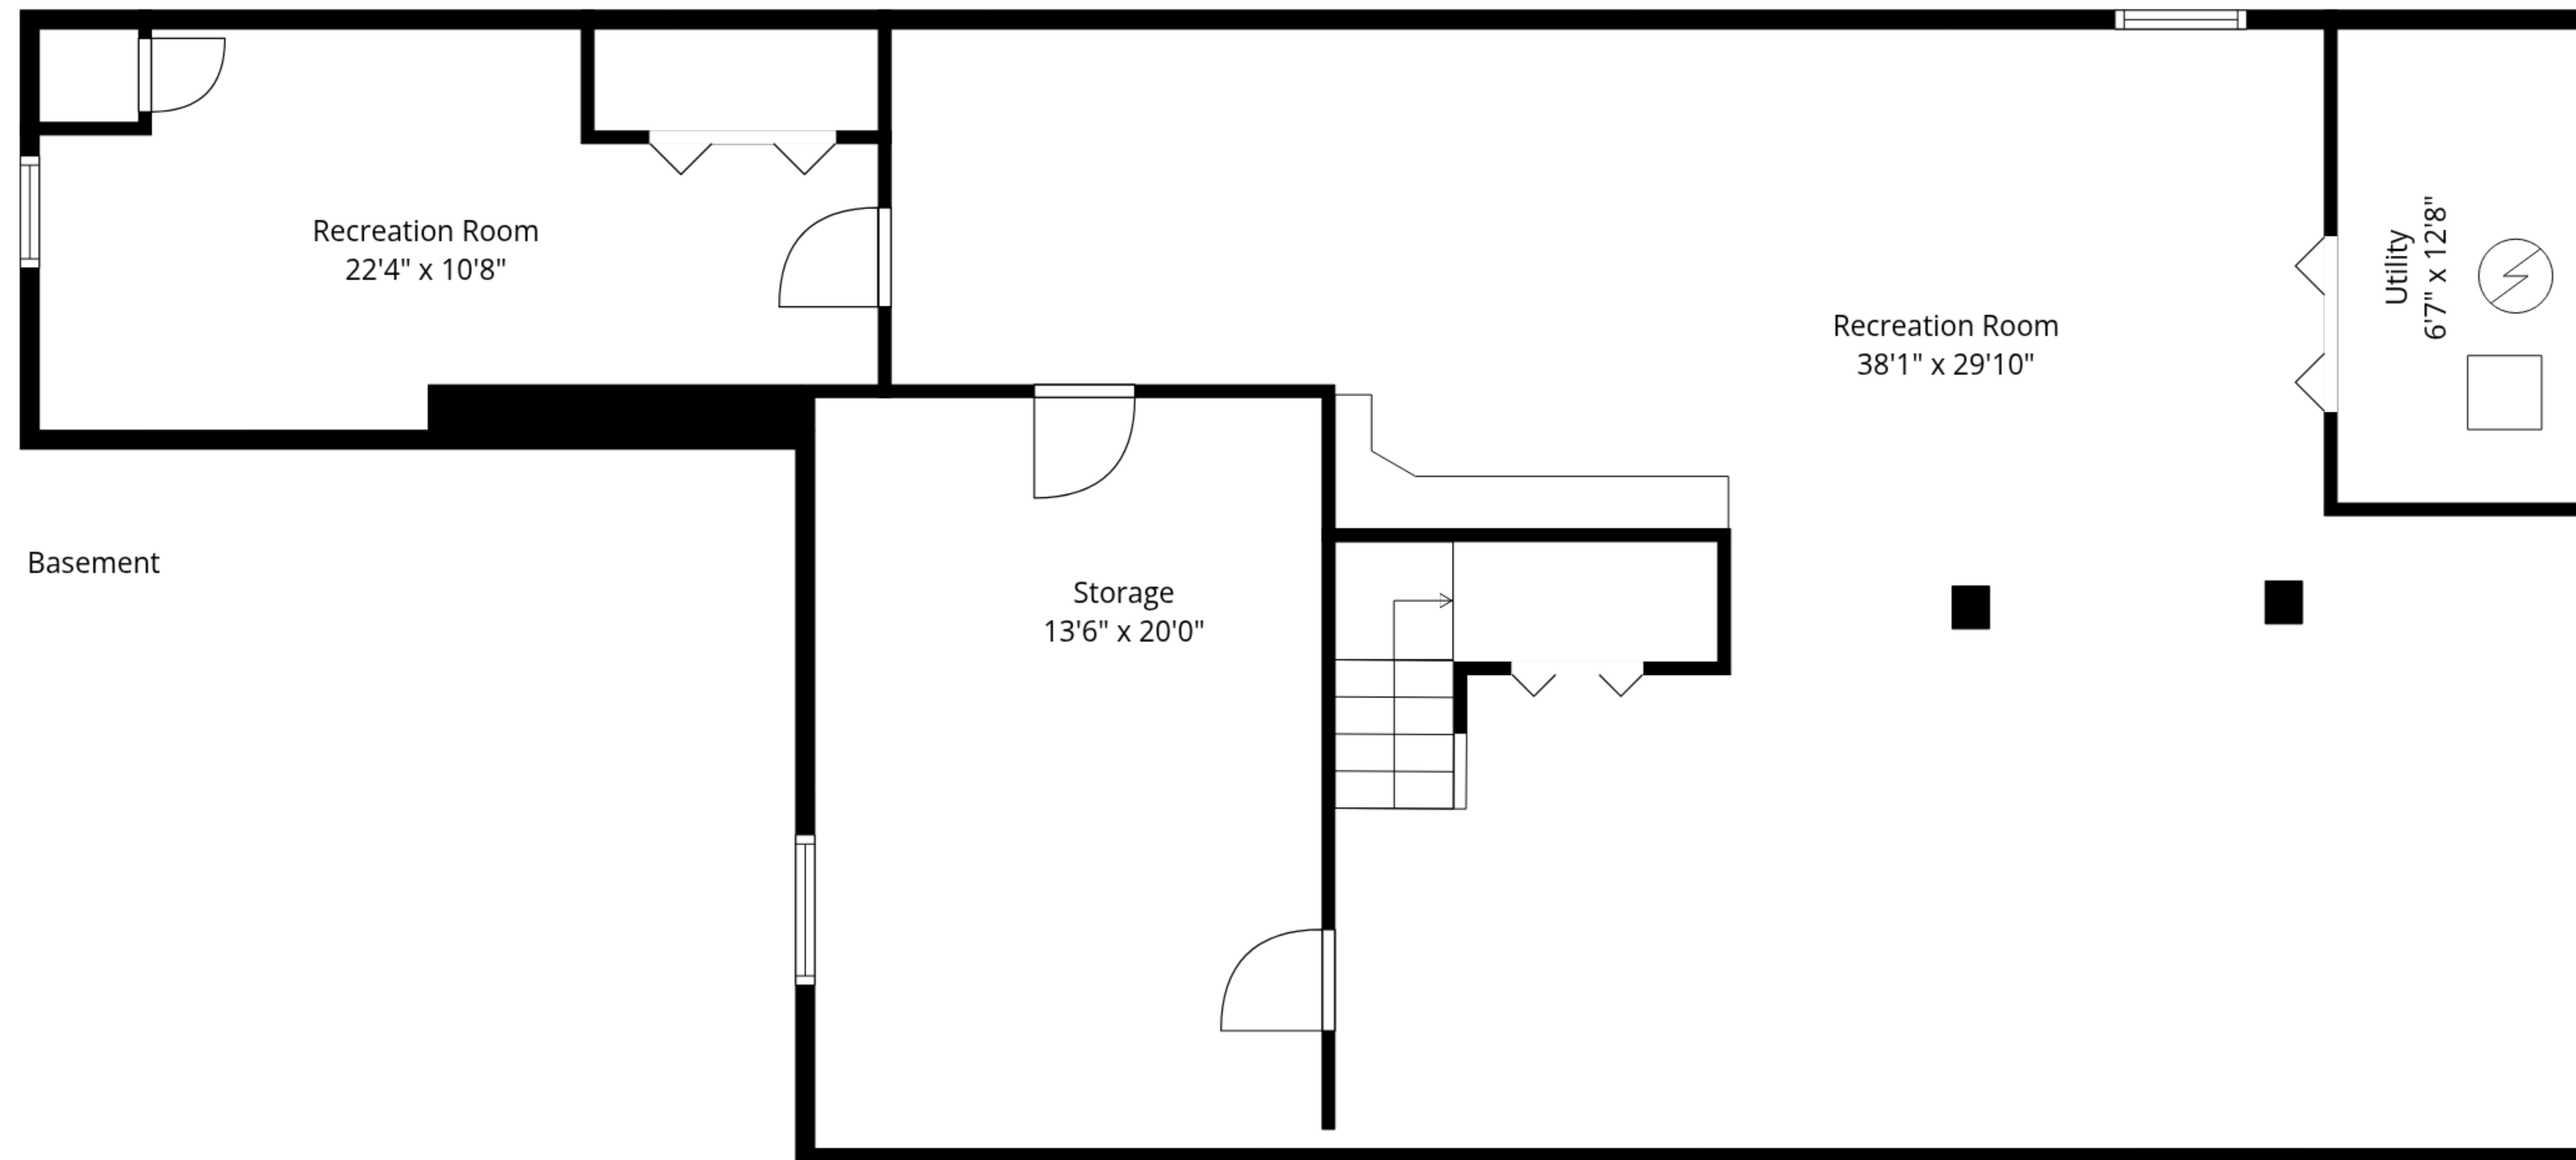 Recreation Room
22'4" x 10'8"
Recreation Room
38'1" x 29'10"
Utility
6'7" x 12'8"
Basement
Storage
13'6" x 20'0"